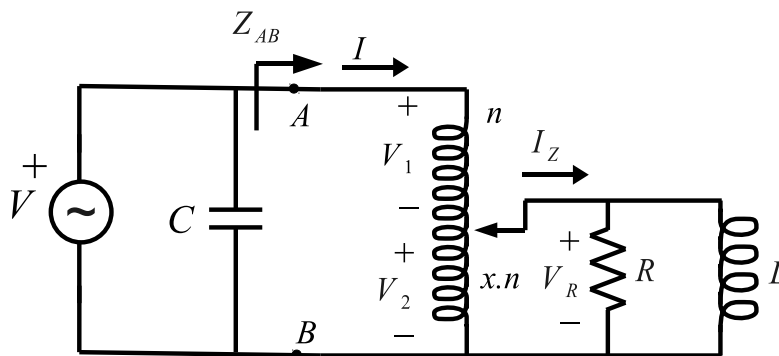 Z_AB
I
A
+
n
V_1
I_Z
+
V
~
C
−
+
V_2
x.n
+
V_R
R
L
−
−
B